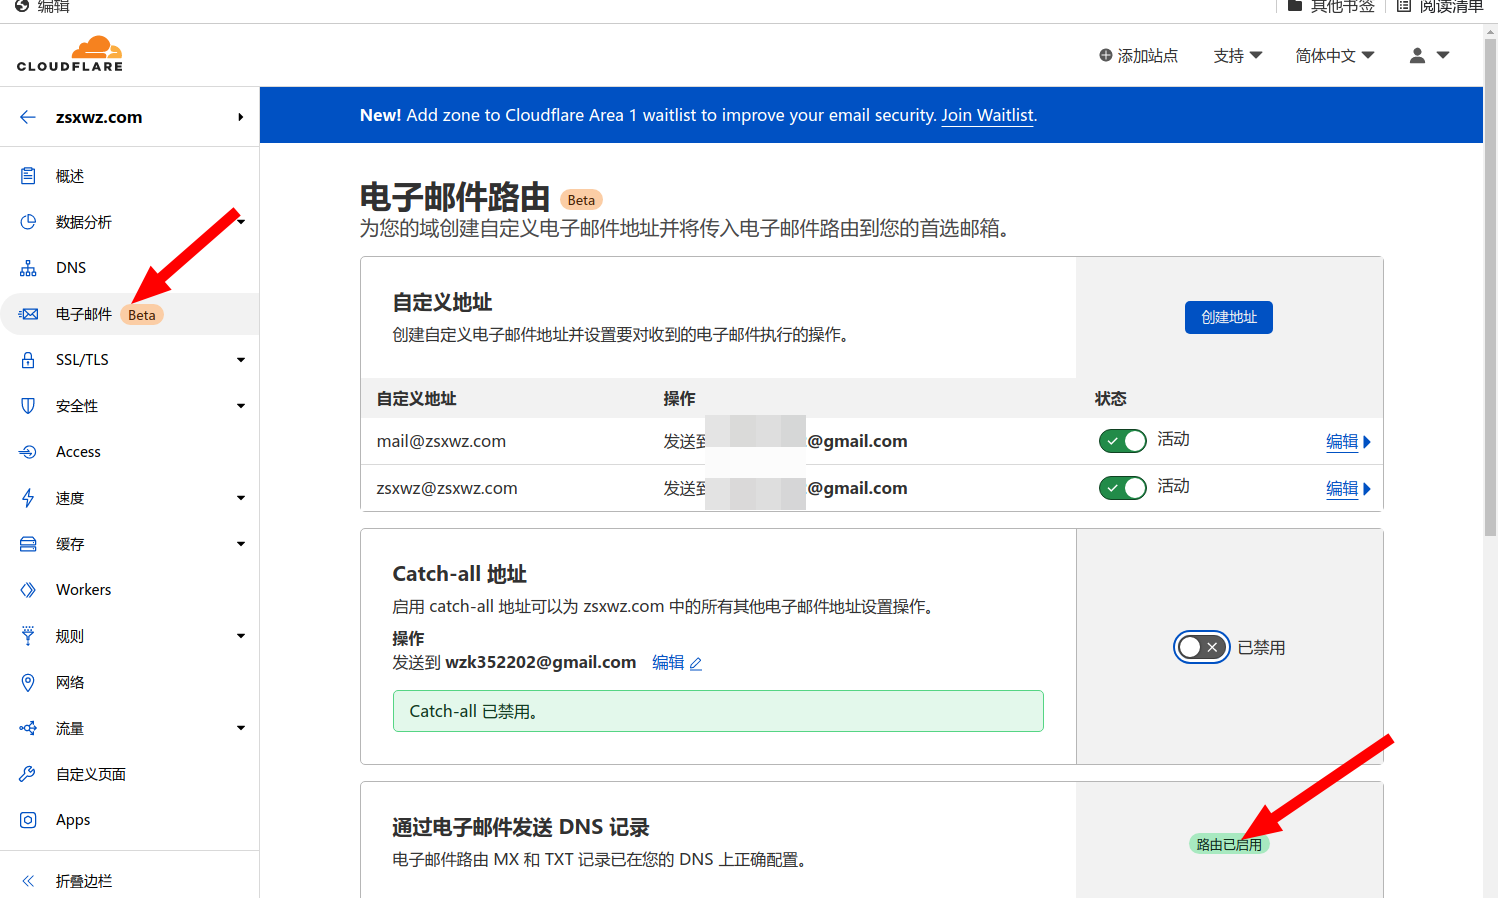 编辑
其他书签
阅读清单
CLOUDFLARE
添加站点
支持
简体中文
zsxwz.com
New! Add zone to Cloudflare Area 1 waitlist to improve your email security. Join Waitlist.
概述
数据分析
DNS
电子邮件 Beta
SSL/TLS
安全性
Access
速度
缓存
Workers
规则
网络
流量
自定义页面
Apps
折叠边栏
电子邮件路由 Beta
为您的域创建自定义电子邮件地址并将传入电子邮件路由到您的首选邮箱。
自定义地址
创建自定义电子邮件地址并设置要对收到的电子邮件执行的操作。
创建地址
自定义地址 操作 状态
mail@zsxwz.com 发送到 @gmail.com 活动 编辑
zsxwz@zsxwz.com 发送到 @gmail.com 活动 编辑
Catch-all 地址
启用 catch-all 地址可以为 zsxwz.com 中的所有其他电子邮件地址设置操作。
操作
发送到 wzk352202@gmail.com 编辑
已禁用
Catch-all 已禁用。
通过电子邮件发送 DNS 记录
电子邮件路由 MX 和 TXT 记录已在您的 DNS 上正确配置。
路由已启用